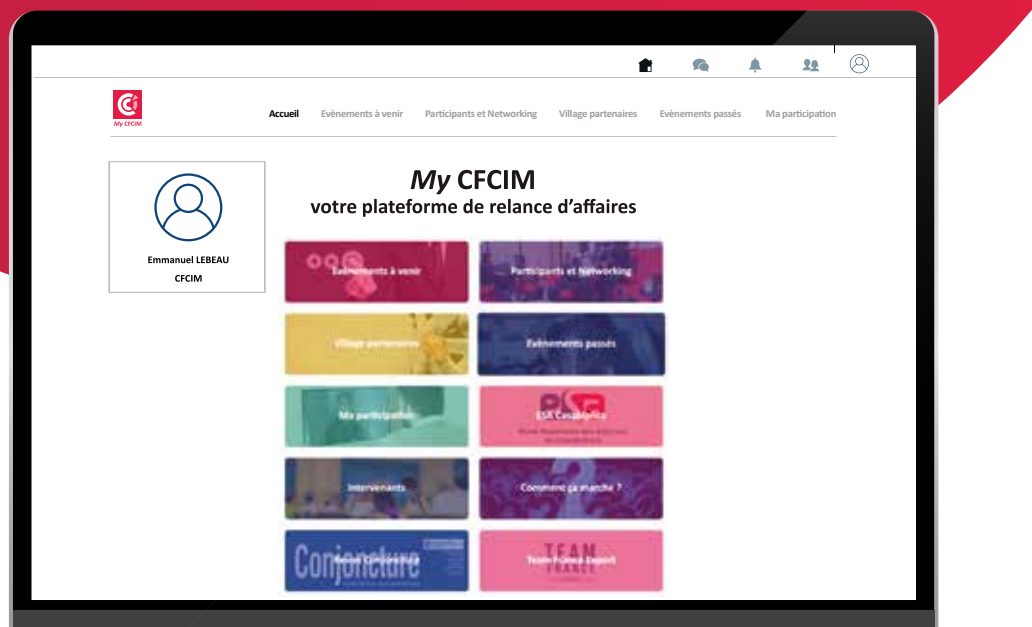 My CFCIM
Accueil Evènements à venir Participants et Networking Village partenaires Evènements passés Ma participation
My CFCIM
votre plateforme de relance d’affaires
Emmanuel LEBEAU
CFCIM
Evènements à venir
Participants et Networking
Village partenaires
Evènements passés
Ma participation
ESA Casablanca
Intervenants
Comment ça marche ?
Conjoncture
TEAM
FRANCE
Team France Export